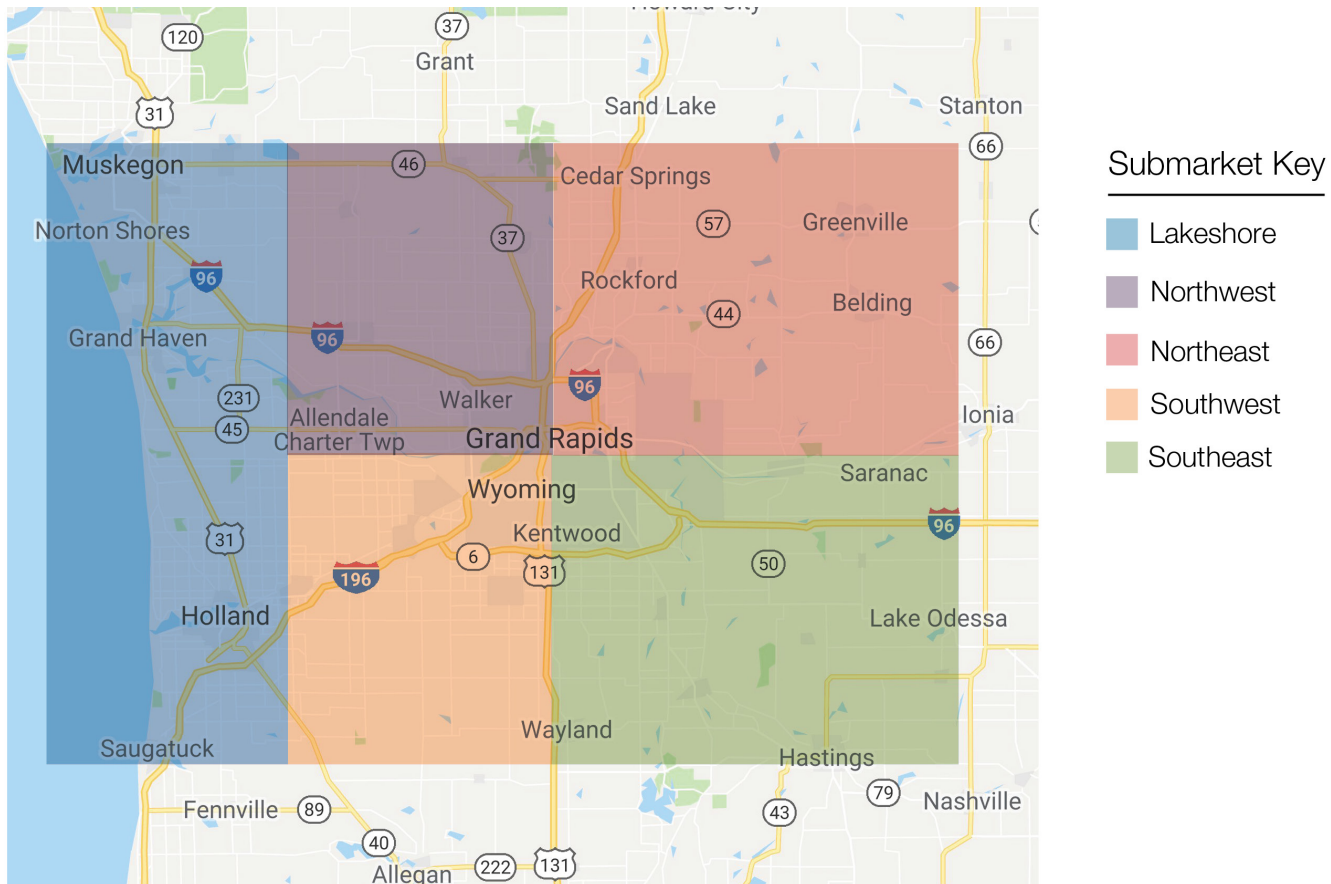 Howard City
120
37
Grant
31
Sand Lake
Stanton
66
Muskegon
46
Cedar Springs
Norton Shores
37
57
Greenville
96
Rockford
Belding
44
Grand Haven
96
66
96
231
Walker
Allendale
Charter Twp
45
Grand Rapids
Ionia
Saranac
Wyoming
Kentwood
96
31
6
131
50
196
Holland
Lake Odessa
Wayland
Saugatuck
Hastings
Fennville
89
79
Nashville
43
40
Allegan
222
131
Submarket Key
Lakeshore
Northwest
Northeast
Southwest
Southeast